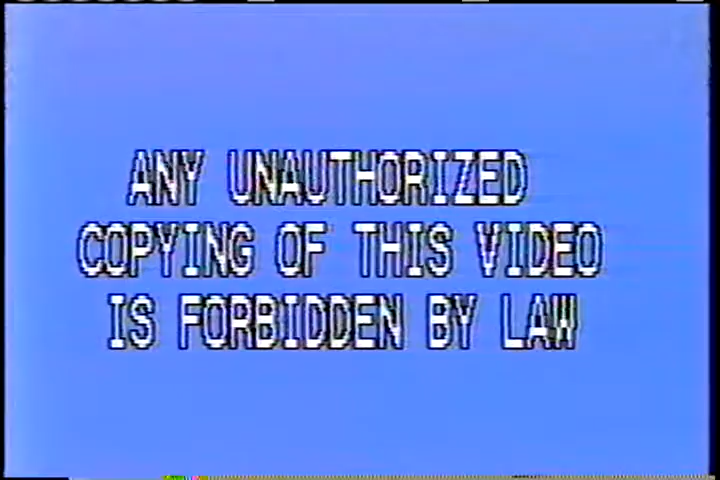 ANY UNAUTHORIZED
COPYING OF THIS VIDEO
IS FORBIDDEN BY LAW